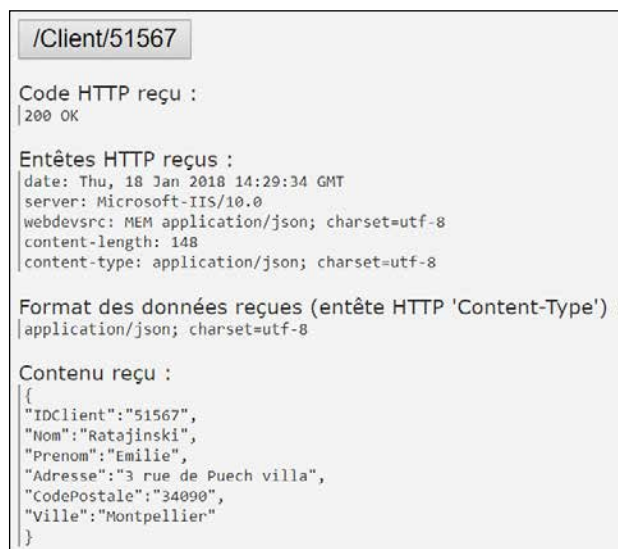 /Client/51567
Code HTTP reçu :
200 OK
Entêtes HTTP reçus :
date: Thu, 18 Jan 2018 14:29:34 GMT
server: Microsoft-IIS/10.0
webdevsrc: MEM application/json; charset=utf-8
content-length: 148
content-type: application/json; charset=utf-8
Format des données reçues (entête HTTP 'Content-Type') :
application/json; charset=utf-8
Contenu reçu :
{
"IDClient":"51567",
"Nom":"Ratajinski",
"Prenom":"Emilie",
"Adresse":"3 rue de Puech villa",
"CodePostale":"34090",
"Ville":"Montpellier"
}